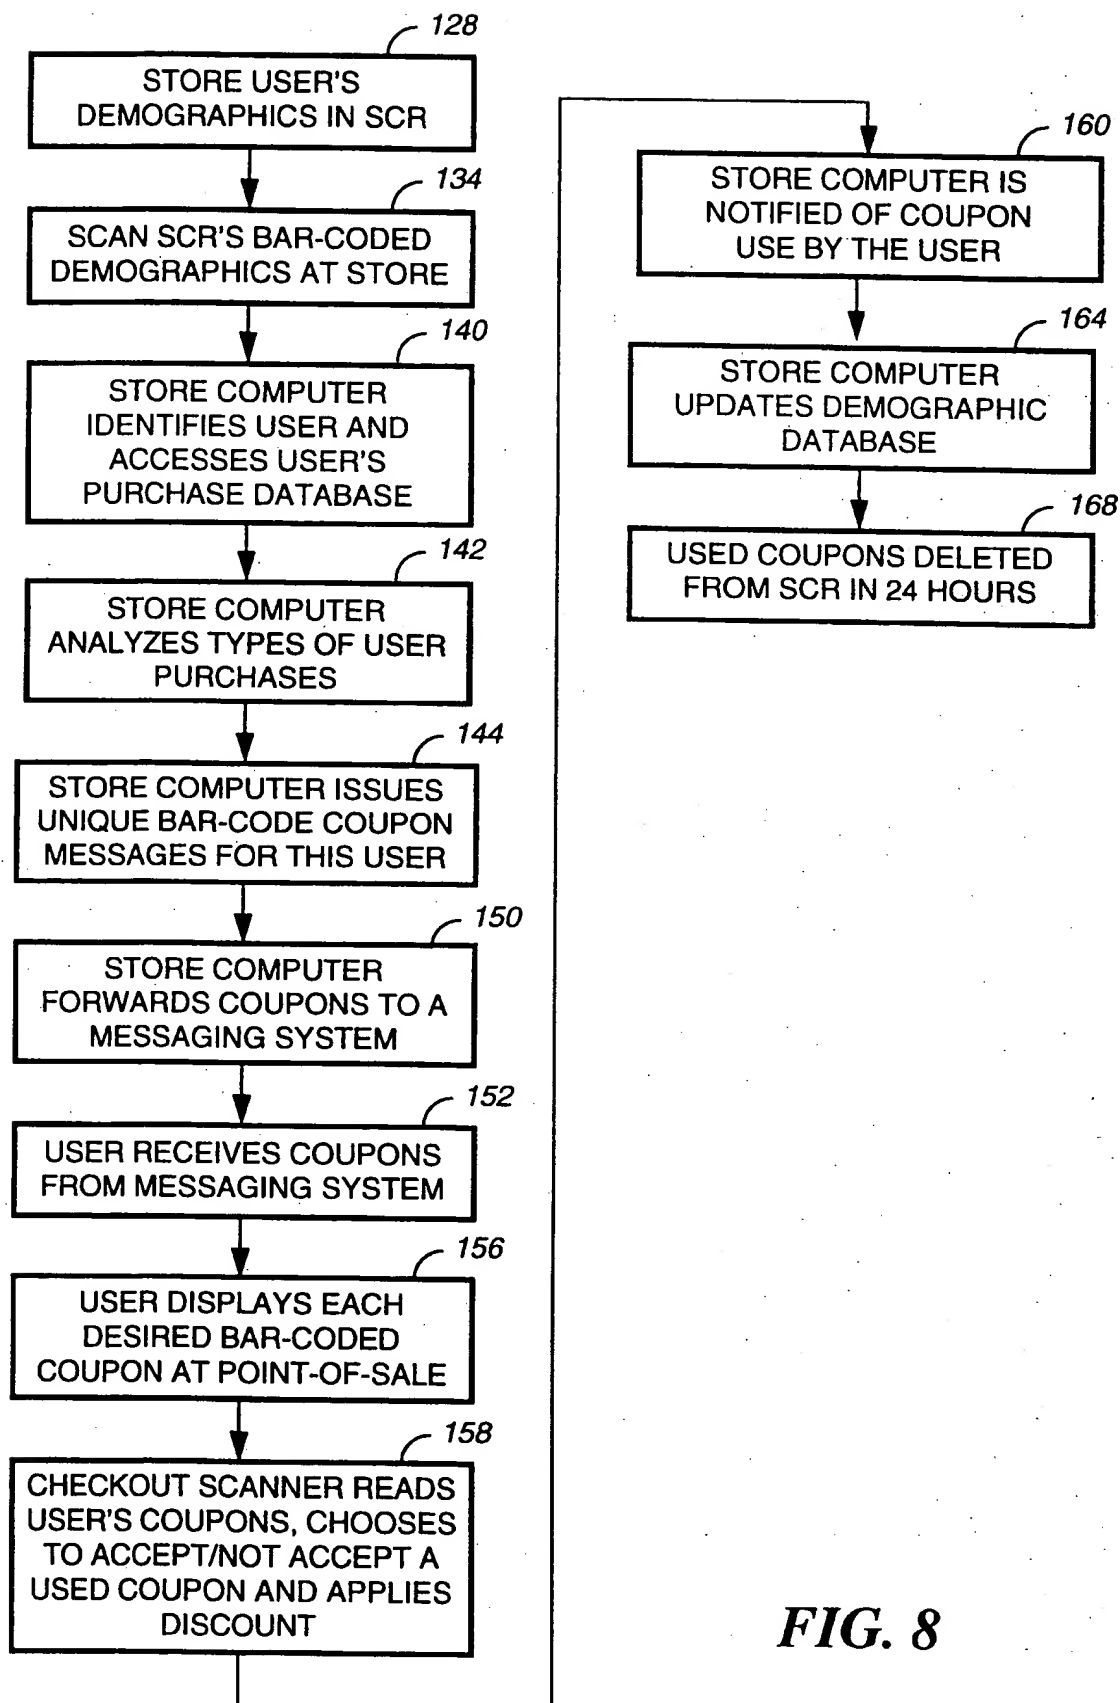 128
STORE USER'S
DEMOGRAPHICS IN SCR
134
SCAN SCR'S BAR-CODED
DEMOGRAPHICS AT STORE
140
STORE COMPUTER
IDENTIFIES USER AND
ACCESSES USER'S
PURCHASE DATABASE
142
STORE COMPUTER
ANALYZES TYPES OF USER
PURCHASES
144
STORE COMPUTER ISSUES
UNIQUE BAR-CODE COUPON
MESSAGES FOR THIS USER
150
STORE COMPUTER
FORWARDS COUPONS TO A
MESSAGING SYSTEM
152
USER RECEIVES COUPONS
FROM MESSAGING SYSTEM
156
USER DISPLAYS EACH
DESIRED BAR-CODED
COUPON AT POINT-OF-SALE
158
CHECKOUT SCANNER READS
USER'S COUPONS, CHOOSES
TO ACCEPT/NOT ACCEPT A
USED COUPON AND APPLIES
DISCOUNT
160
STORE COMPUTER IS
NOTIFIED OF COUPON
USE BY THE USER
164
STORE COMPUTER
UPDATES DEMOGRAPHIC
DATABASE
168
USED COUPONS DELETED
FROM SCR IN 24 HOURS
FIG. 8